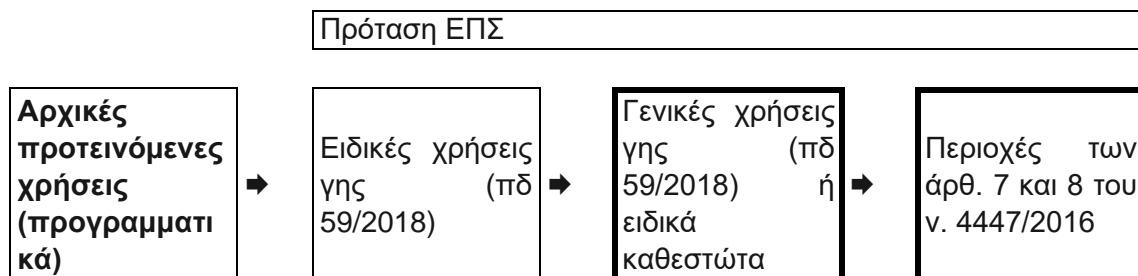 Πρόταση ΕΠΣ
Αρχικές
προτεινόμενες
χρήσεις
(προγραμματι
κά)
Ειδικές χρήσεις
γης (πδ
59/2018)
Γενικές χρήσεις
γης (πδ
59/2018) ή
ειδικά
καθεστώτα
Περιοχές των
άρθ. 7 και 8 του
ν. 4447/2016